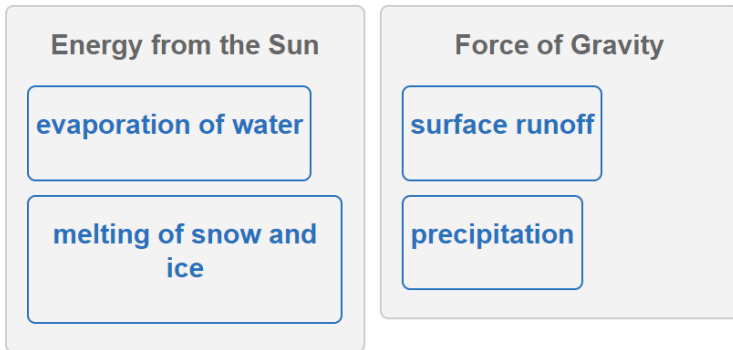 Energy from the Sun
evaporation of water
melting of snow and
ice
Force of Gravity
surface runoff
precipitation